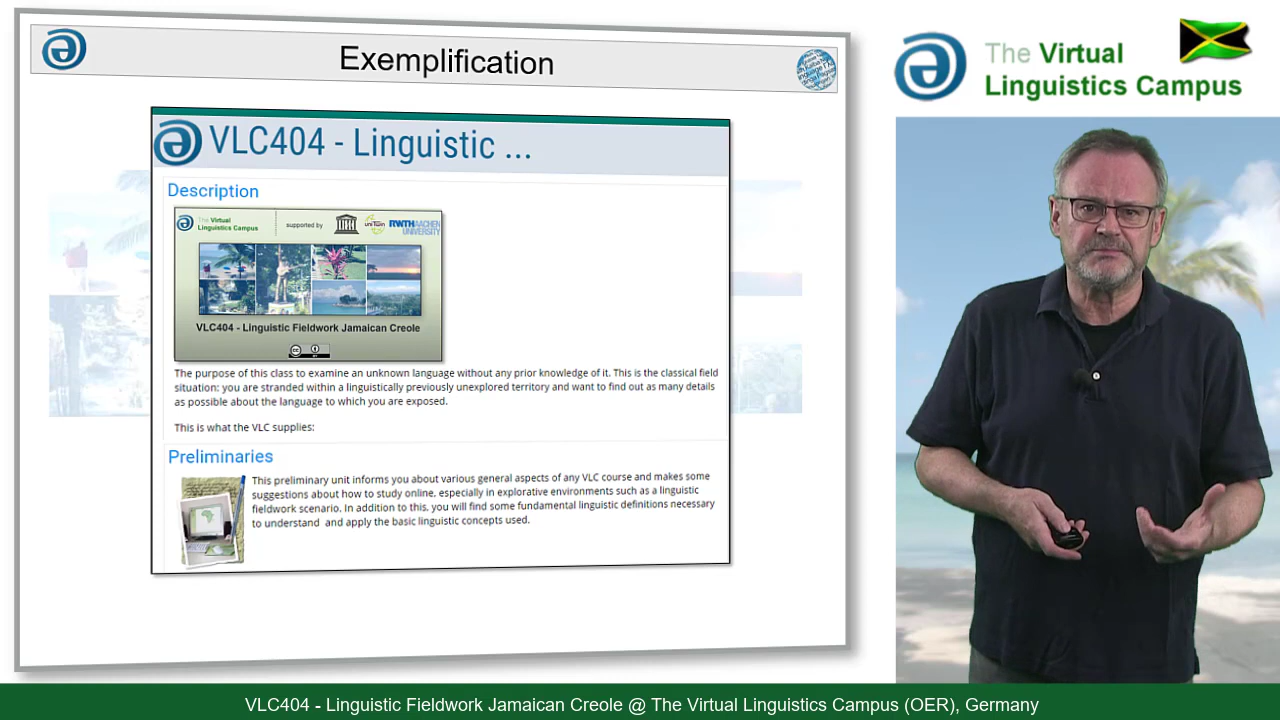 Exemplification
The Virtual
Linguistics Campus
VLC404 - Linguistic ...
Description
The Virtual
Linguistics Campus
supported by
RWTHAACHEN
UNIVERSITY
VLC404 - Linguistic Fieldwork Jamaican Creole
The purpose of this class to examine an unknown language without any prior knowledge of it. This is the classical field
situation: you are stranded within a linguistically previously unexplored territory and want to find out as many details
as possible about the language to which you are exposed.
This is what the VLC supplies:
Preliminaries
This preliminary unit informs you about various general aspects of any VLC course and makes some
suggestions about how to study online, especially in explorative environments such as a linguistic
fieldwork scenario. In addition to this, you will find some fundamental linguistic definitions necessary
to understand and apply the basic linguistic concepts used.
VLC404 - Linguistic Fieldwork Jamaican Creole @ The Virtual Linguistics Campus (OER), Germany